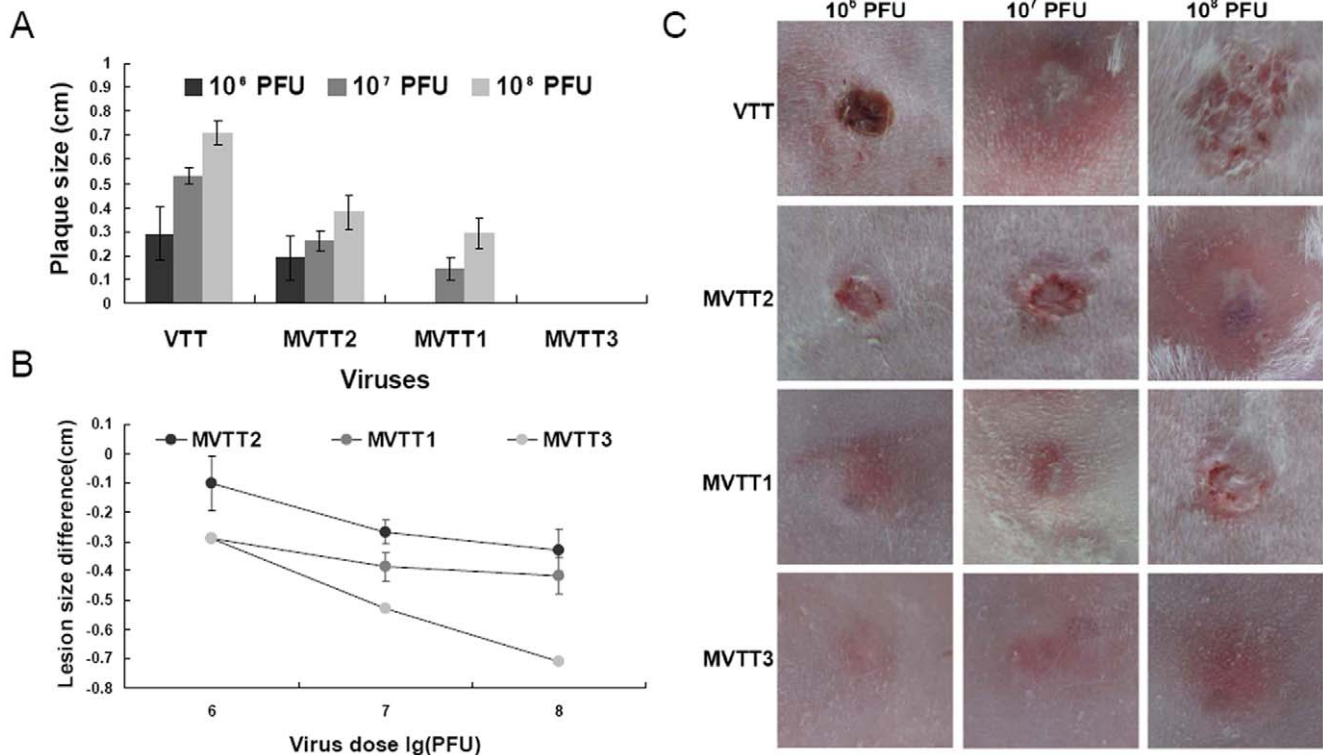 A
1
0.9
0.8
0.7
0.6
0.5
0.4
0.3
0.2
0.1
0
Plaque size (cm)
10⁶ PFU 10⁷ PFU 10⁸ PFU
VTT MVTT2 MVTT1 MVTT3
Viruses
B
0.1
0
-0.1
-0.2
-0.3
-0.4
-0.5
-0.6
-0.7
-0.8
Lesion size difference(cm)
MVTT2 MVTT1 MVTT3
6 7 8
Virus dose lg(PFU)
C
10⁶ PFU 10⁷ PFU 10⁸ PFU
VTT
MVTT2
MVTT1
MVTT3